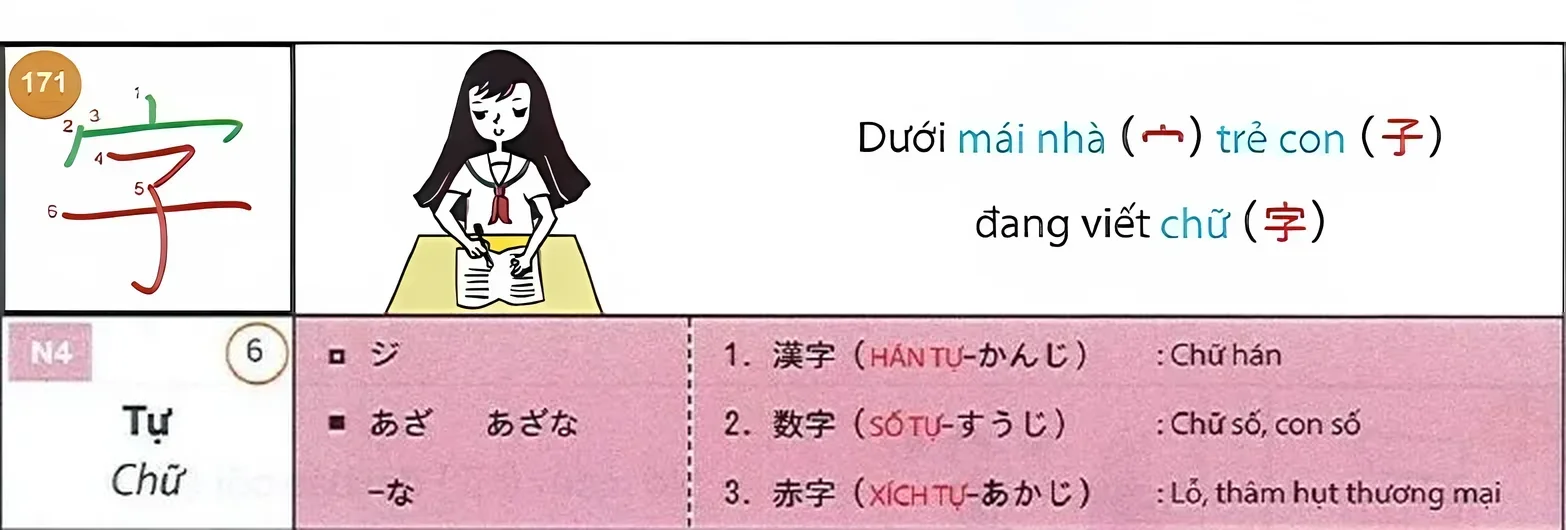 171
字
1
2
3
4
5
6
Dưới mái nhà (宀) trẻ con (子)
đang viết chữ (字)
N4
6
Tự
Chữ
ジ
あざ あざな
–な
1. 漢字 (HÁN TỰ-かんじ) : Chữ hán
2. 数字 (SỐ TỰ-すうじ) : Chữ số, con số
3. 赤字 (XÍCH TỰ-あかじ) : Lỗ, thâm hụt thương mại